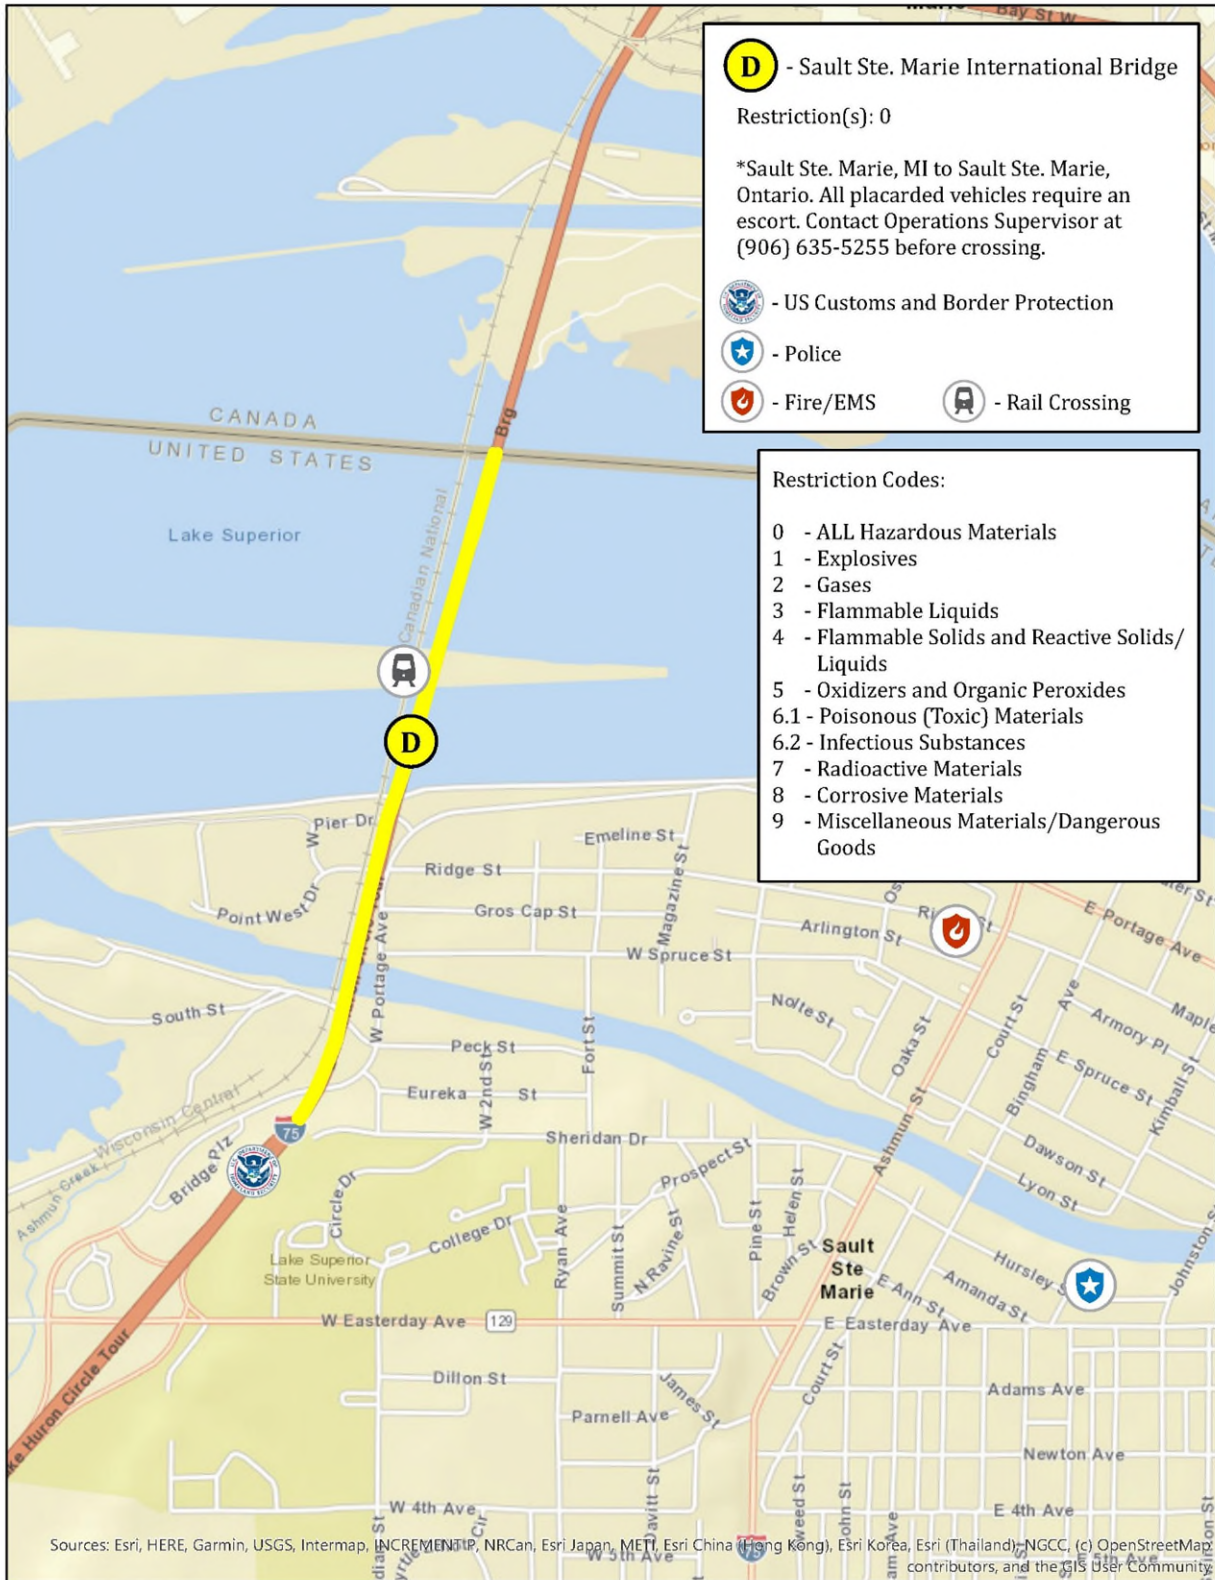 Bay St W
D - Sault Ste. Marie International Bridge
Restriction(s): 0
*Sault Ste. Marie, MI to Sault Ste. Marie,
Ontario. All placarded vehicles require an
escort. Contact Operations Supervisor at
(906) 635-5255 before crossing.
- US Customs and Border Protection
- Police
- Fire/EMS
- Rail Crossing
Brg
CANADA
UNITED STATES
Lake Superior
Canadian National
Restriction Codes:
0 - ALL Hazardous Materials
1 - Explosives
2 - Gases
3 - Flammable Liquids
4 - Flammable Solids and Reactive Solids/
Liquids
5 - Oxidizers and Organic Peroxides
6.1 - Poisonous (Toxic) Materials
6.2 - Infectious Substances
7 - Radioactive Materials
8 - Corrosive Materials
9 - Miscellaneous Materials/Dangerous
Goods
D
W Pier Dr
Emeline St
Ridge St
Magazine St
Point West Dr
Gros Cap St
Arlington St
E Portage Ave
W Portage Ave
W Spruce St
South St
Nolte St
Court St
Bingham Ave
Armory Pl
Maple
Peck St
Fort St
Oaka St
E Spruce St
Kimball St
Eureka St
W 2nd St
Wisconsin Central
75
Sheridan Dr
Ashmun St
Dawson St
Bridge Plz
Ashmun Creek
Prospect St
Lyon St
Circle Dr
College Dr
Ryan Ave
Summit St
N Ravine St
Pine St
Helen St
Brown St
Sault
Ste
Marie
Lake Superior
State University
E Ann St
Amanda St
Hursley S
W Easterday Ave
129
E Easterday Ave
Court St
Dillon St
James St
Adams Ave
Parnell Ave
Newton Ave
Davitt St
W 4th Ave
E 4th Ave
W 5th Ave
75
E 5th Ave
Sources: Esri, HERE, Garmin, USGS, Intermap, INCREMENT P, NRCan, Esri Japan, METI, Esri China (Hong Kong), Esri Korea, Esri (Thailand), NGCC, (c) OpenStreetMap
contributors, and the GIS User Community